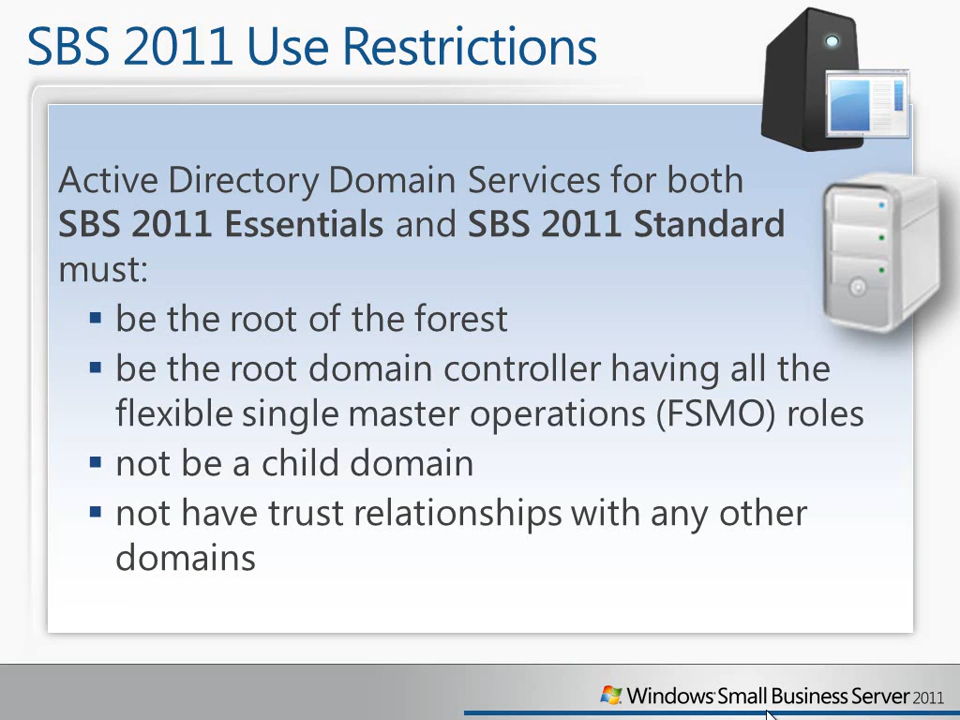 SBS 2011 Use Restrictions
Active Directory Domain Services for both
SBS 2011 Essentials and SBS 2011 Standard
must:
▪ be the root of the forest
▪ be the root domain controller having all the
flexible single master operations (FSMO) roles
▪ not be a child domain
▪ not have trust relationships with any other
domains
Windows Small Business Server 2011